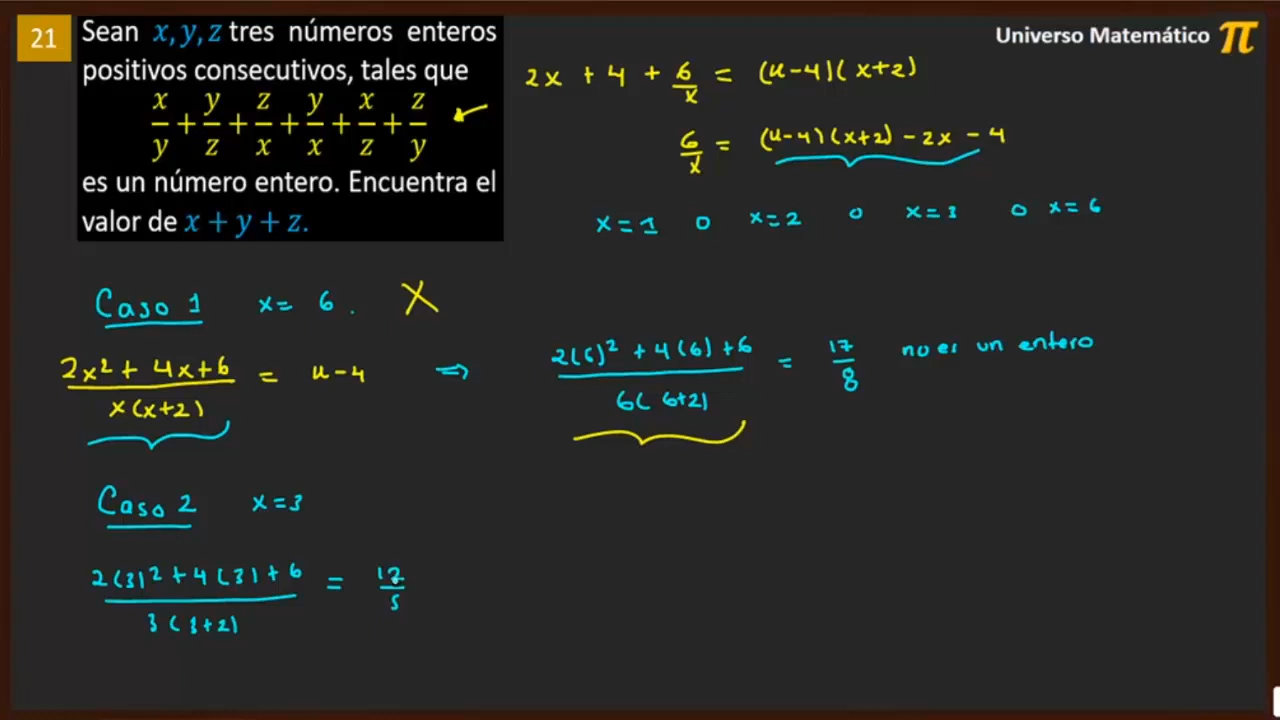 21
Sean x, y, z tres números enteros
positivos consecutivos, tales que
x/y + y/z + z/x + y/x + x/z + z/y
es un número entero. Encuentra el
valor de x + y + z.
Universo Matemático π
2x + 4 + 6/x = (n-4)(x+2)
6/x = (n-4)(x+2) - 2x - 4
x=1 o x=2 o x=3 o x=6
Caso 1 x= 6. X
2x² + 4x+6 / x(x+2) = n-4 ⇒ 2(6)² + 4(6) + 6 / 6(6+2) = 17/8 no es un entero
Caso 2 x=3
2(3)² + 4(3) + 6 / 3(3+2) = 12/5